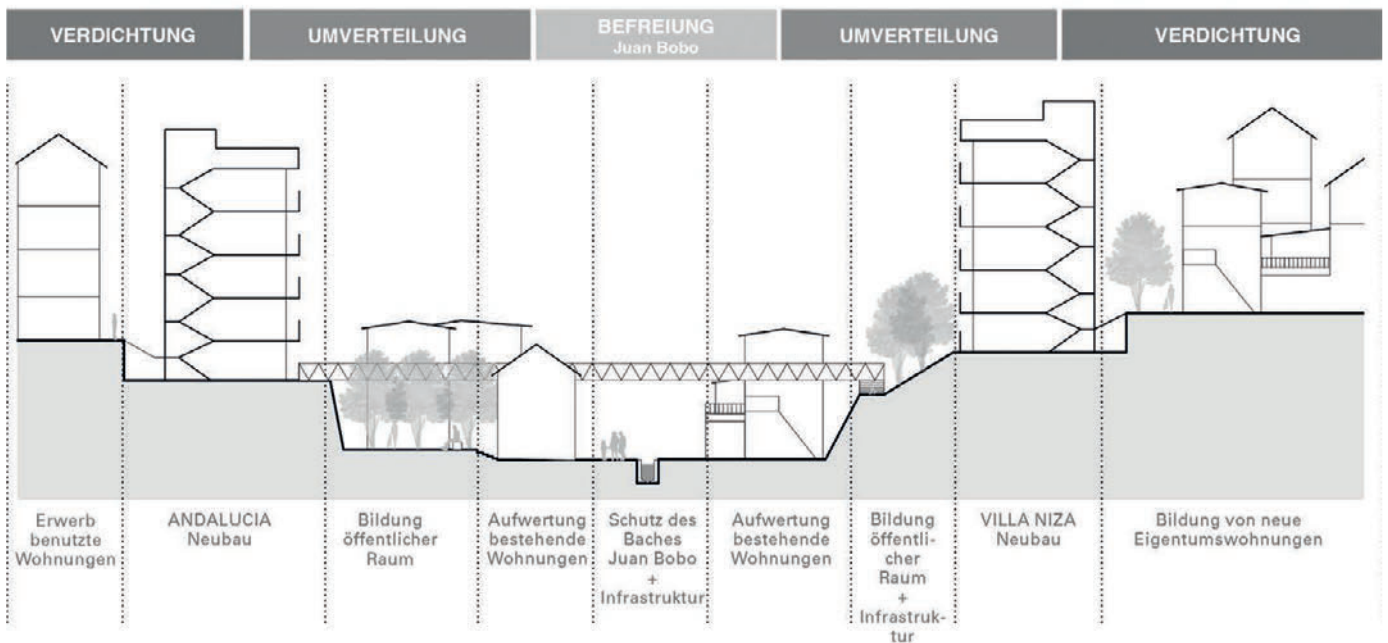 VERDICHTUNG
UMVERTEILUNG
BEFREIUNG
Juan Bobo
UMVERTEILUNG
VERDICHTUNG
Erwerb
benutzte
Wohnungen
ANDALUCIA
Neubau
Bildung
öffentlicher
Raum
Aufwertung
bestehende
Wohnungen
Schutz des
Baches
Juan Bobo
+
Infrastruktur
Aufwertung
bestehende
Wohnungen
Bildung
öffentli-
cher
Raum
+
Infrastruk-
tur
VILLA NIZA
Neubau
Bildung von neue
Eigentumswohnungen